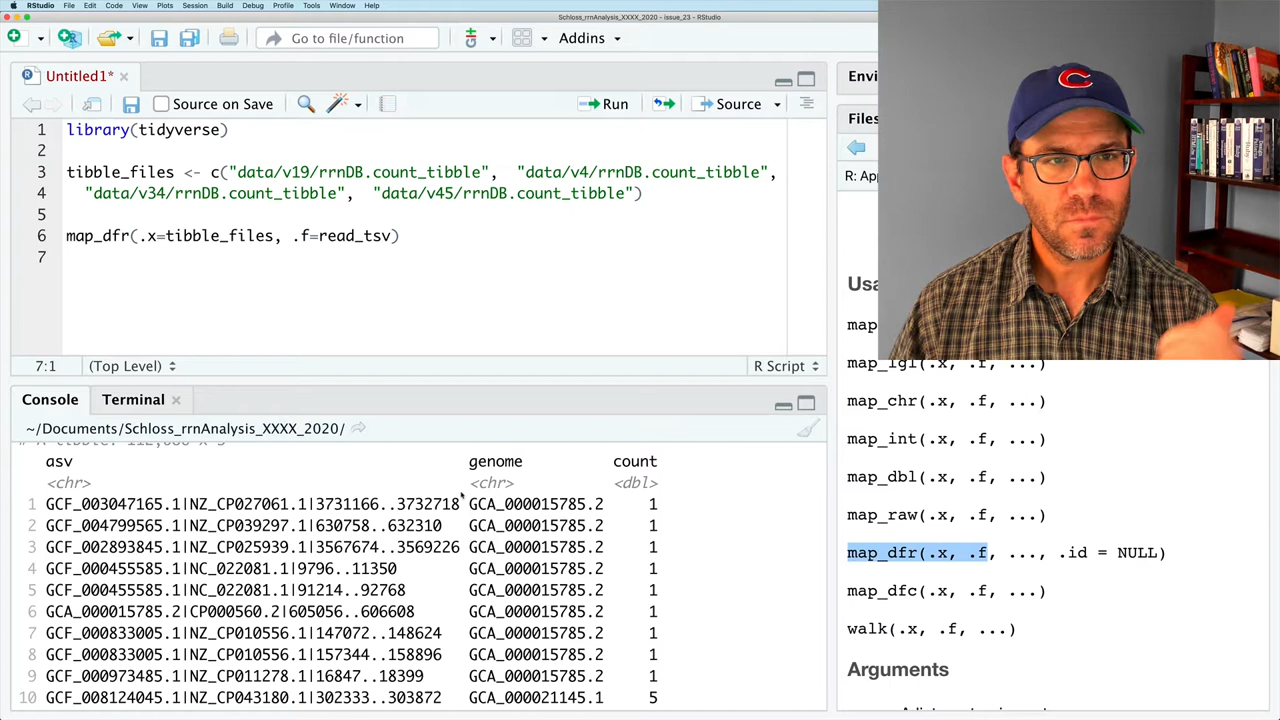 RStudio File Edit Code View Plots Session Build Debug Profile Tools Window Help
Schloss_rrnAnalysis_XXXX_2020 - issue_23 - RStudio
Go to file/function Addins
Untitled1*
Source on Save Run Source
1 library(tidyverse)
2
3 tibble_files <- c("data/v19/rrnDB.count_tibble", "data/v4/rrnDB.count_tibble",
4 "data/v34/rrnDB.count_tibble", "data/v45/rrnDB.count_tibble")
5
6 map_dfr(.x=tibble_files, .f=read_tsv)
7
7:1 (Top Level) R Script
Console Terminal
~/Documents/Schloss_rrnAnalysis_XXXX_2020/
asv genome count
<chr> <chr> <dbl>
1 GCF_003047165.1|NZ_CP027061.1|3731166..3732718 GCA_000015785.2 1
2 GCF_004799565.1|NZ_CP039297.1|630758..632310 GCA_000015785.2 1
3 GCF_002893845.1|NZ_CP025939.1|3567674..3569226 GCA_000015785.2 1
4 GCF_000455585.1|NC_022081.1|9796..11350 GCA_000015785.2 1
5 GCF_000455585.1|NC_022081.1|91214..92768 GCA_000015785.2 1
6 GCA_000015785.2|CP000560.2|605056..606608 GCA_000015785.2 1
7 GCF_000833005.1|NZ_CP010556.1|147072..148624 GCA_000015785.2 1
8 GCF_000833005.1|NZ_CP010556.1|157344..158896 GCA_000015785.2 1
9 GCF_000973485.1|NZ_CP011278.1|16847..18399 GCA_000015785.2 1
10 GCF_008124045.1|NZ_CP043180.1|302333..303872 GCA_000021145.1 5
Envi
Files
R: App
Usa
map
map_lgl(.x, .f, ...)
map_chr(.x, .f, ...)
map_int(.x, .f, ...)
map_dbl(.x, .f, ...)
map_raw(.x, .f, ...)
map_dfr(.x, .f, ..., .id = NULL)
map_dfc(.x, .f, ...)
walk(.x, .f, ...)
Arguments
C